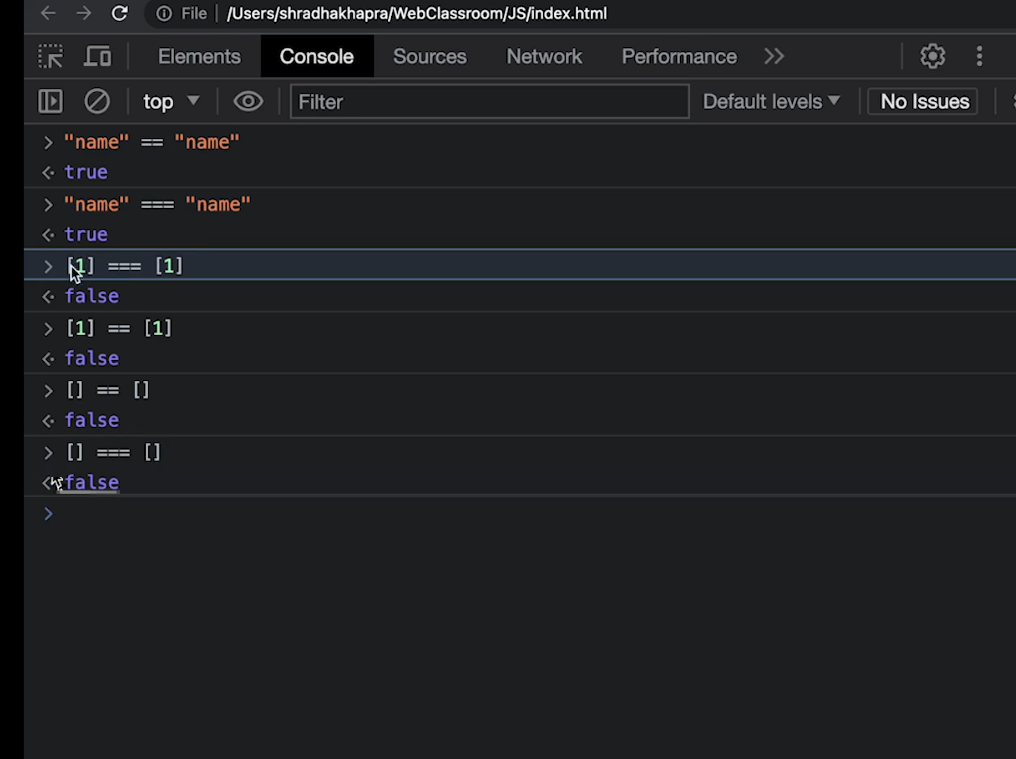 File | /Users/shradhakhapra/WebClassroom/JS/index.html
Elements Console Sources Network Performance
top Filter Default levels No Issues
> "name" == "name"
true
> "name" === "name"
true
> [1] === [1]
false
> [1] == [1]
false
> [] == []
false
> [] === []
false
>